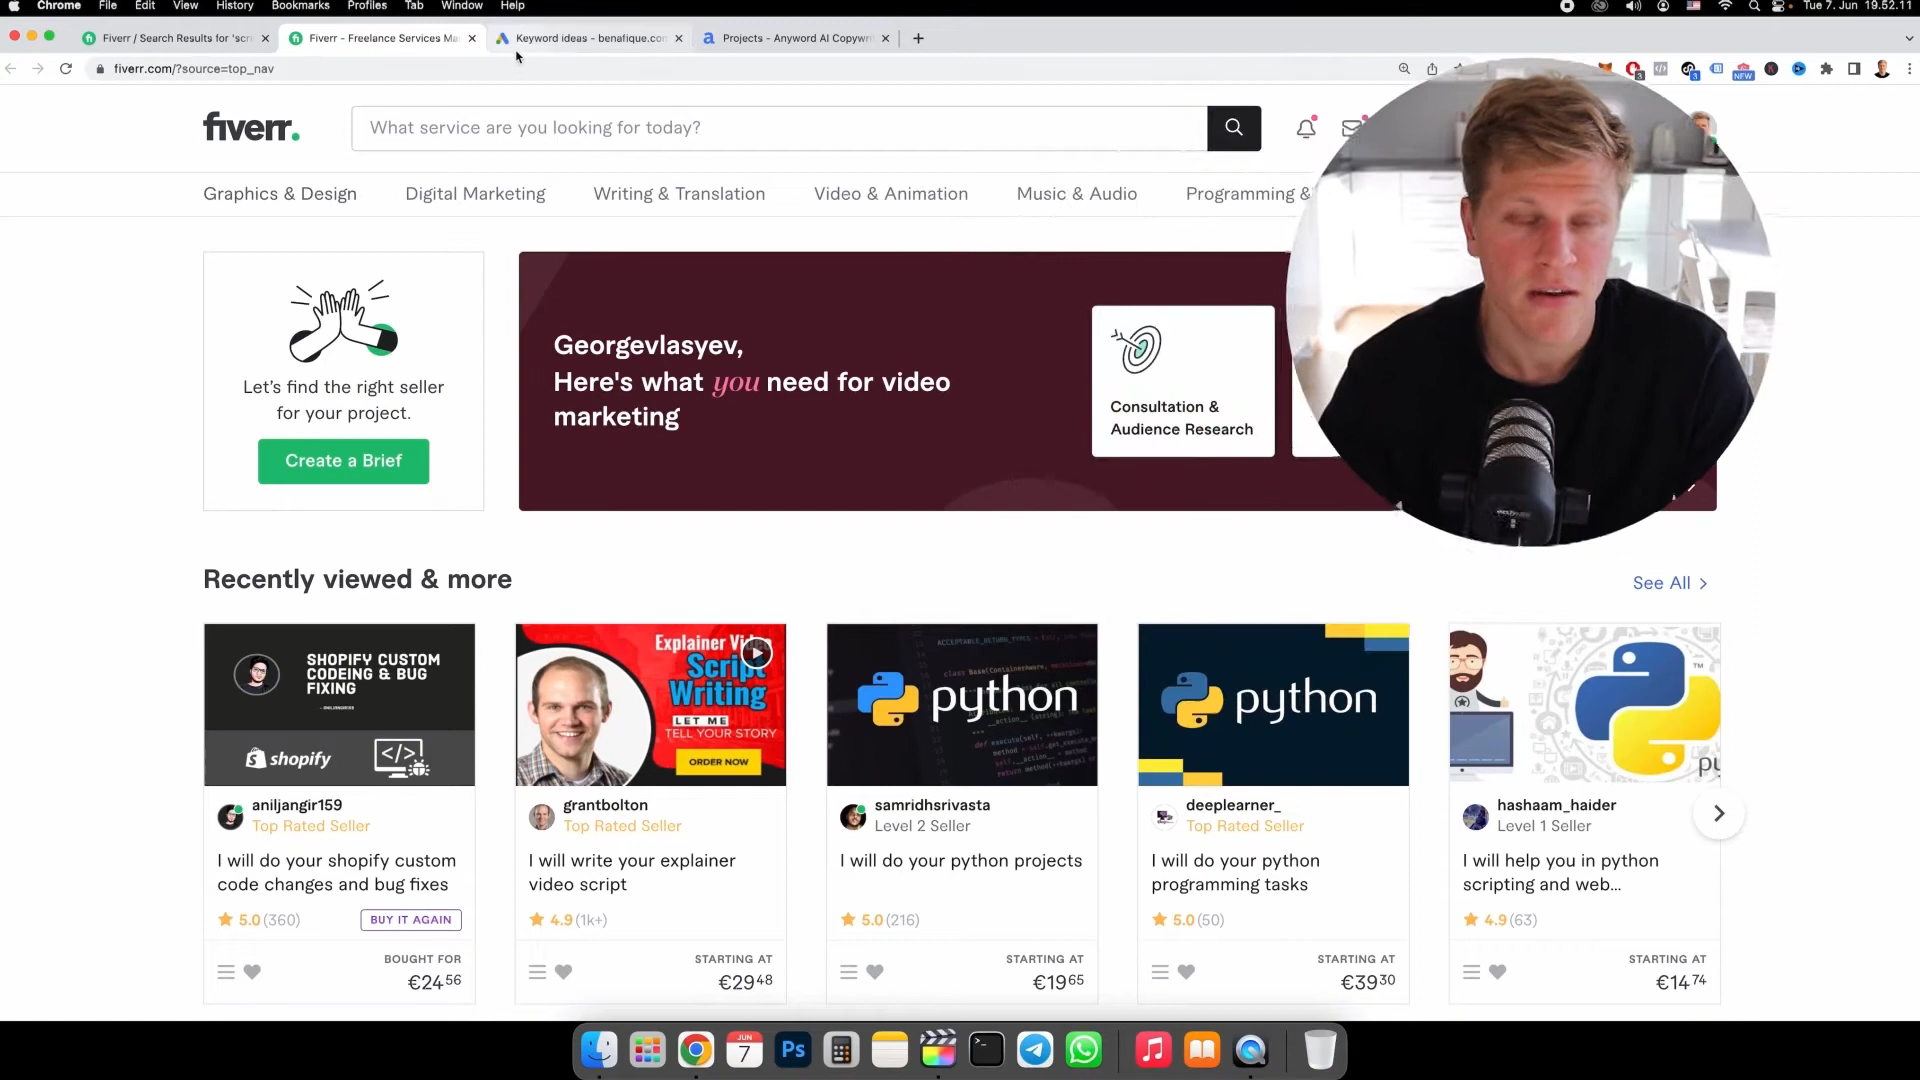 Chrome File Edit View History Bookmarks Profiles Tab Window Help Tue 7. Jun 19.52.11
Fiverr / Search Results for 'scri
Fiverr - Freelance Services Ma
Keyword ideas - benafique.con
Projects - Anyword AI Copywri
fiverr.com/?source=top_nav
NEW
fiverr.
What service are you looking for today?
Graphics & Design Digital Marketing Writing & Translation Video & Animation Music & Audio Programming &
Let's find the right seller
for your project.
Create a Brief
Georgevlasyev,
Here's what you need for video
marketing
Consultation &
Audience Research
Recently viewed & more
See All
SHOPIFY CUSTOM
CODEING & BUG
FIXING
shopify
aniljangir159
Top Rated Seller
I will do your shopify custom
code changes and bug fixes
5.0 (360)
BUY IT AGAIN
BOUGHT FOR
€24 56
Explainer Video
Script
Writing
LET ME
TELL YOUR STORY
ORDER NOW
grantbolton
Top Rated Seller
I will write your explainer
video script
4.9 (1k+)
STARTING AT
€29 48
python
samridhsrivasta
Level 2 Seller
I will do your python projects
5.0 (216)
STARTING AT
€19 65
python
deeplearner_
Top Rated Seller
I will do your python
programming tasks
5.0 (50)
STARTING AT
€39 30
TM
py
hashaam_haider
Level 1 Seller
I will help you in python
scripting and web...
4.9 (63)
STARTING AT
€14 74
JUN
7
Ps